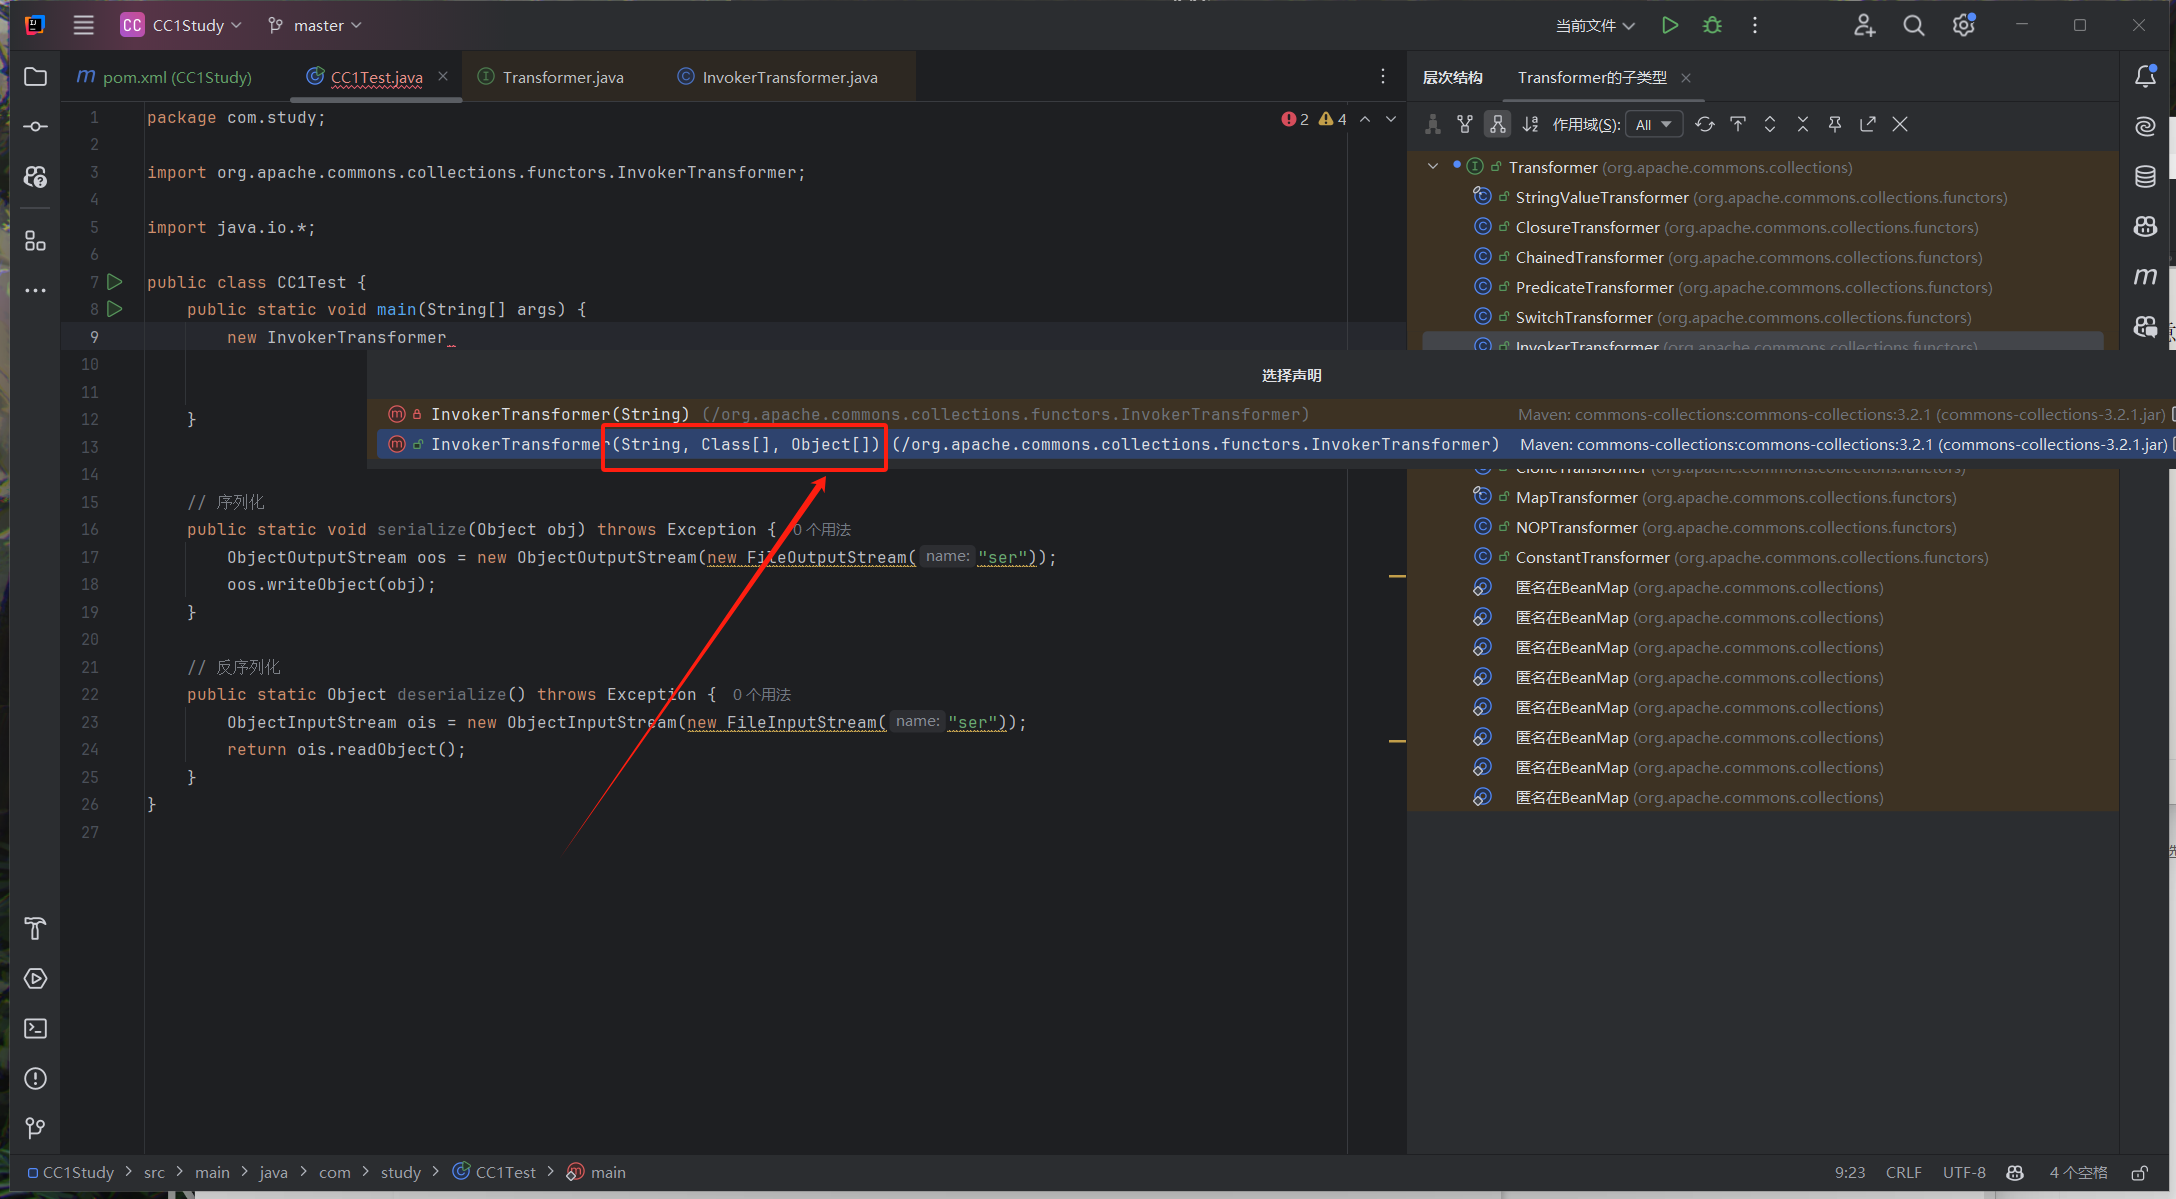 CC CC1Study master 当前文件
pom.xml (CC1Study) CC1Test.java Transformer.java InvokerTransformer.java
2 4
1 package com.study;
2
3 import org.apache.commons.collections.functors.InvokerTransformer;
4
5 import java.io.*;
6
7 public class CC1Test {
8 public static void main(String[] args) {
9 new InvokerTransformer
10
11
12 }
13
14
15 // 序列化
16 public static void serialize(Object obj) throws Exception { 0 个用法
17 ObjectOutputStream oos = new ObjectOutputStream(new FileOutputStream( name: "ser"));
18 oos.writeObject(obj);
19 }
20
21 // 反序列化
22 public static Object deserialize() throws Exception { 0 个用法
23 ObjectInputStream ois = new ObjectInputStream(new FileInputStream( name: "ser"));
24 return ois.readObject();
25 }
26 }
27
选择声明
InvokerTransformer(String) (/org.apache.commons.collections.functors.InvokerTransformer) Maven: commons-collections:commons-collections:3.2.1 (commons-collections-3.2.1.jar)
InvokerTransformer(String, Class[], Object[]) (/org.apache.commons.collections.functors.InvokerTransformer) Maven: commons-collections:commons-collections:3.2.1 (commons-collections-3.2.1.jar)
层次结构 Transformer的子类型
作用域(S): All
Transformer (org.apache.commons.collections)
StringValueTransformer (org.apache.commons.collections.functors)
ClosureTransformer (org.apache.commons.collections.functors)
ChainedTransformer (org.apache.commons.collections.functors)
PredicateTransformer (org.apache.commons.collections.functors)
SwitchTransformer (org.apache.commons.collections.functors)
InvokerTransformer (org.apache.commons.collections.functors)
CloneTransformer (org.apache.commons.collections.functors)
MapTransformer (org.apache.commons.collections.functors)
NOPTransformer (org.apache.commons.collections.functors)
ConstantTransformer (org.apache.commons.collections.functors)
匿名在BeanMap (org.apache.commons.collections)
匿名在BeanMap (org.apache.commons.collections)
匿名在BeanMap (org.apache.commons.collections)
匿名在BeanMap (org.apache.commons.collections)
匿名在BeanMap (org.apache.commons.collections)
匿名在BeanMap (org.apache.commons.collections)
匿名在BeanMap (org.apache.commons.collections)
匿名在BeanMap (org.apache.commons.collections)
CC1Study > src > main > java > com > study > CC1Test > main
9:23 CRLF UTF-8 4 个空格